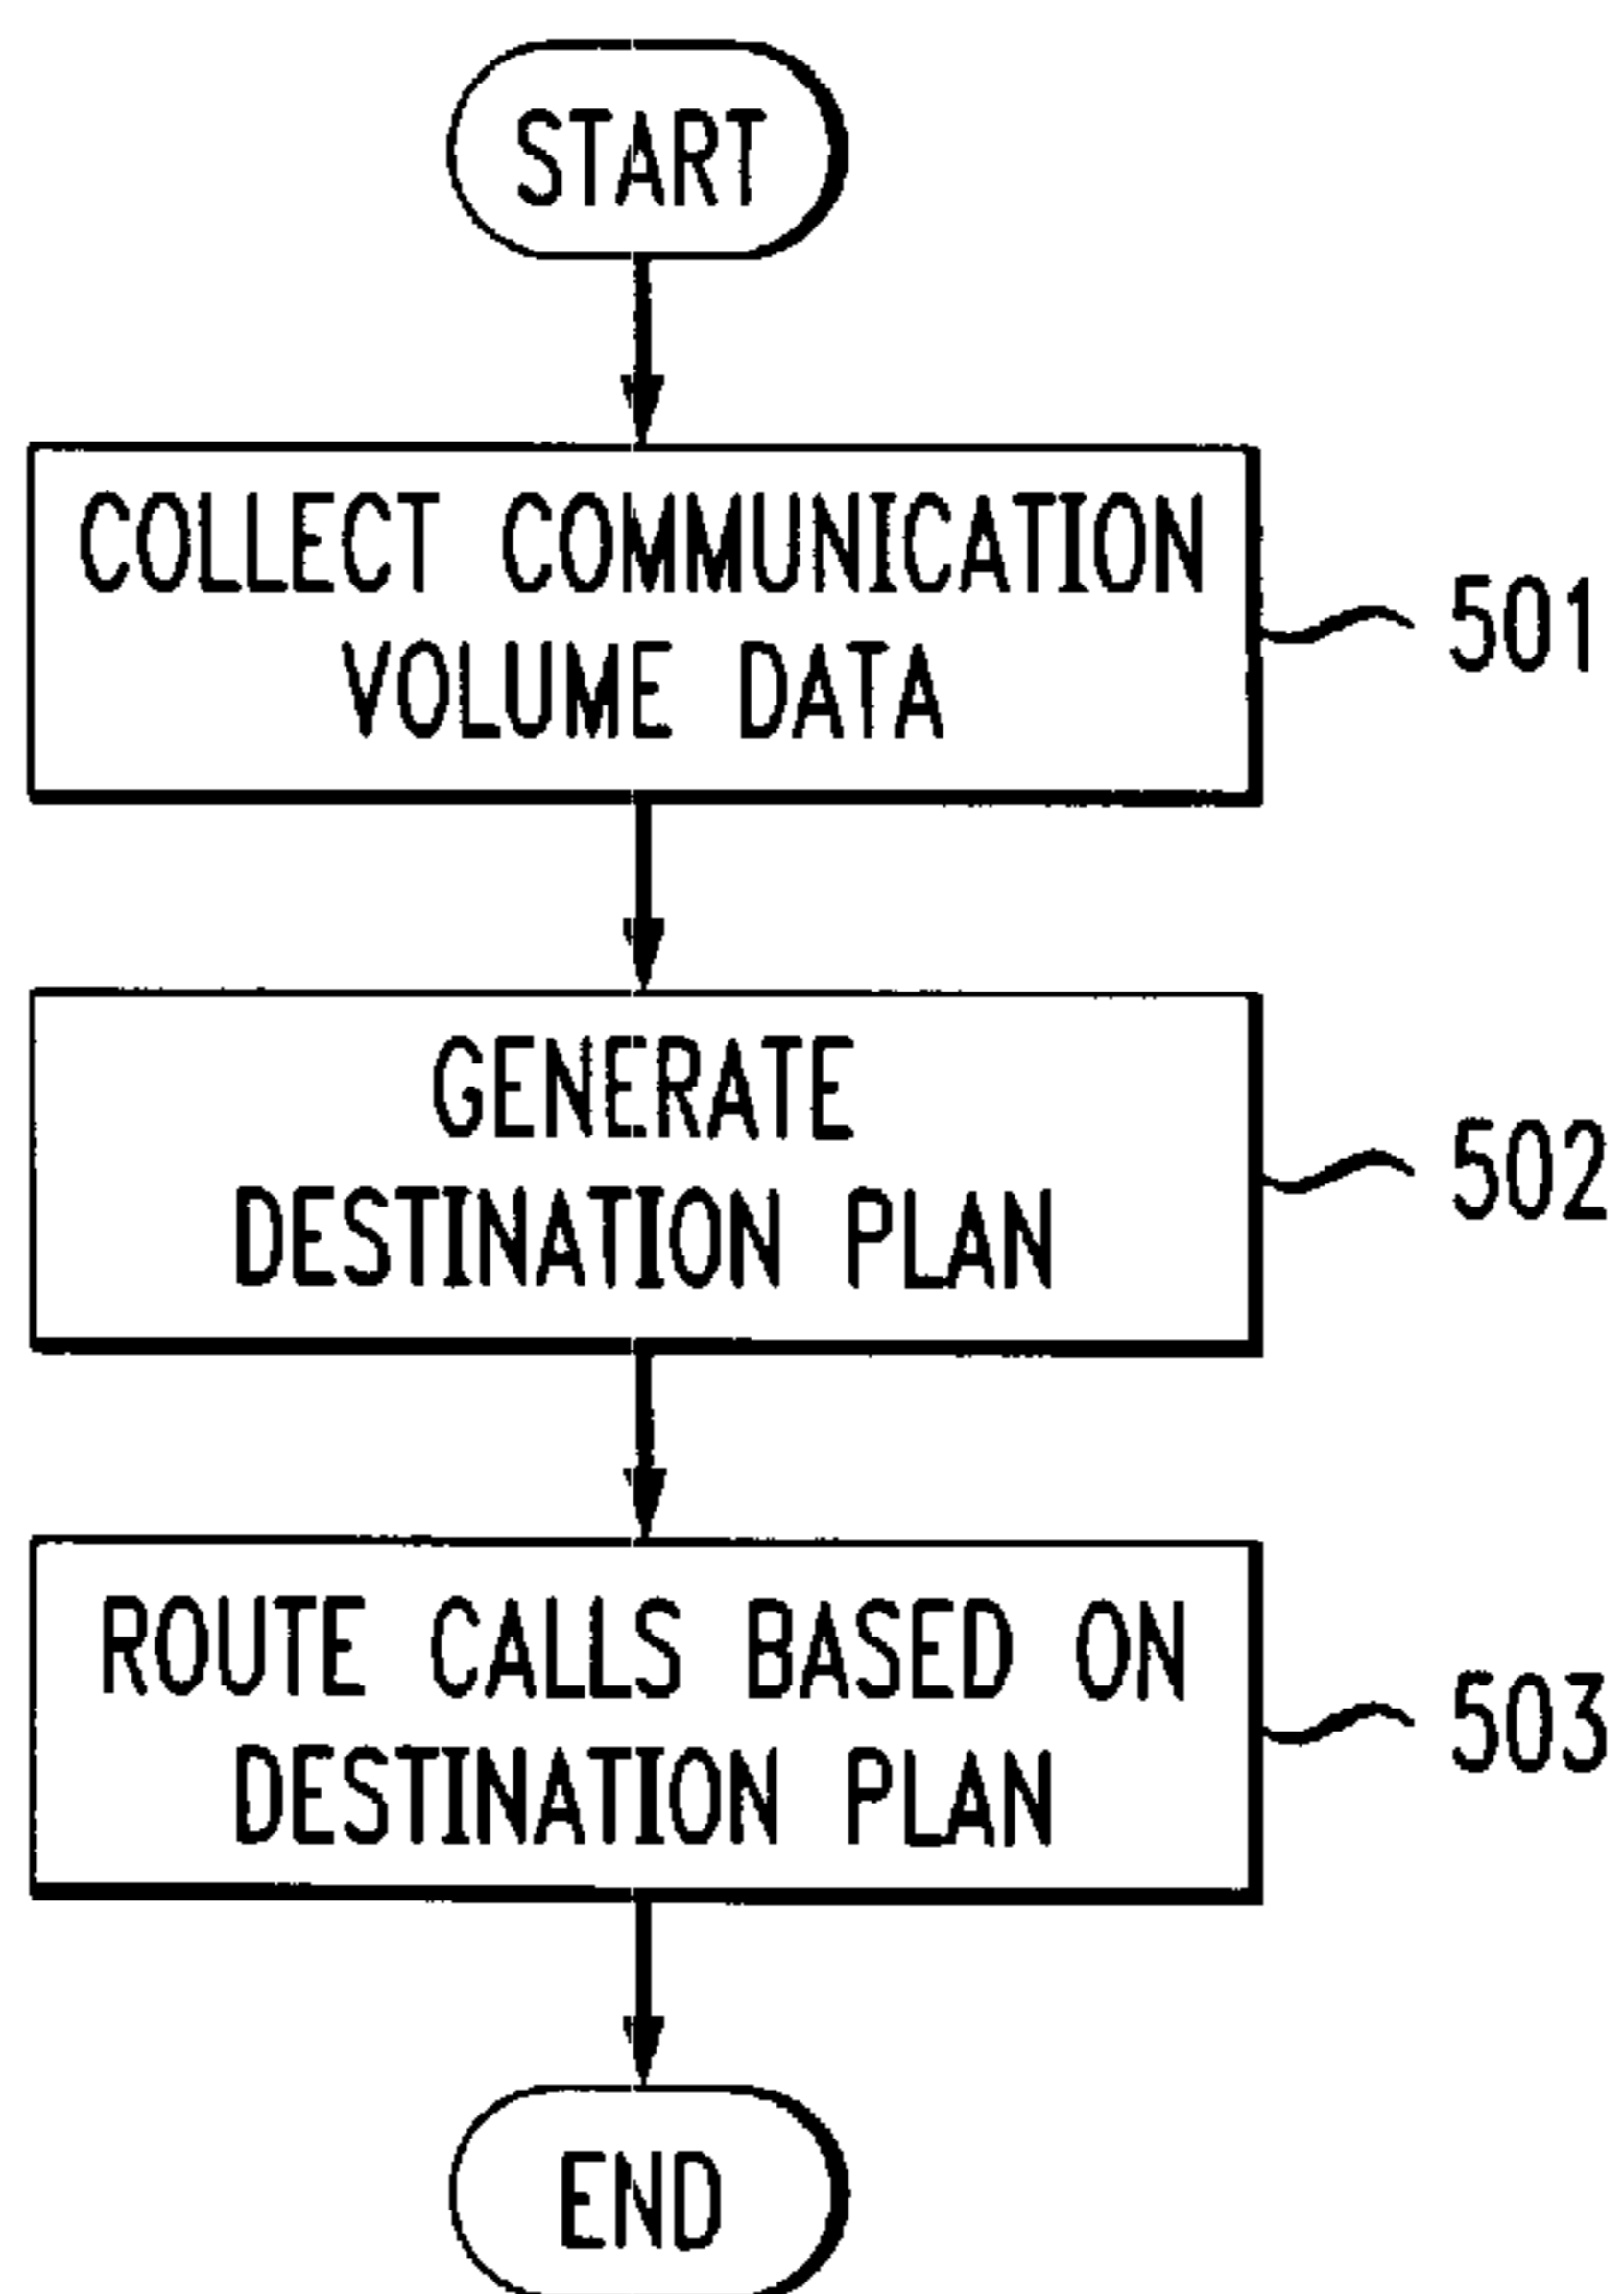 START
COLLECT COMMUNICATION
VOLUME DATA
501
GENERATE
DESTINATION PLAN
502
ROUTE CALLS BASED ON
DESTINATION PLAN
503
END